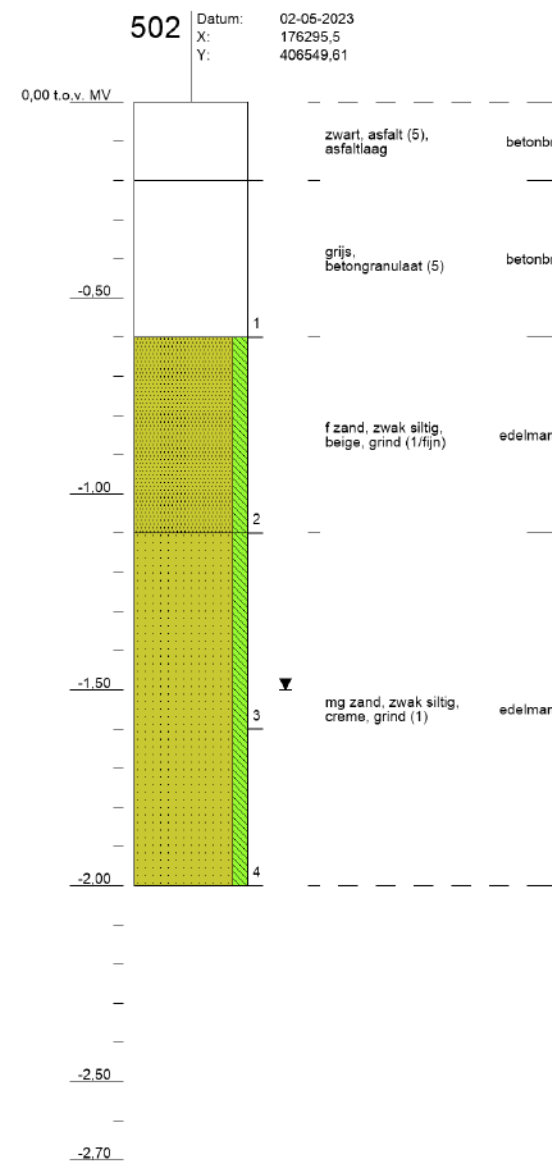 502
Datum: 02-05-2023
X: 176295,5
Y: 406549,61
0,00 t.o.v. MV
zwart, asfalt (5),
asfaltlaag
betonb
grijs,
betongranulaat (5)
betonb
-0,50
1
f zand, zwak siltig,
beige, grind (1/fijn)
edelman
-1,00
2
-1,50
mg zand, zwak siltig,
creme, grind (1)
edelman
3
-2,00
4
-2,50
-2,70